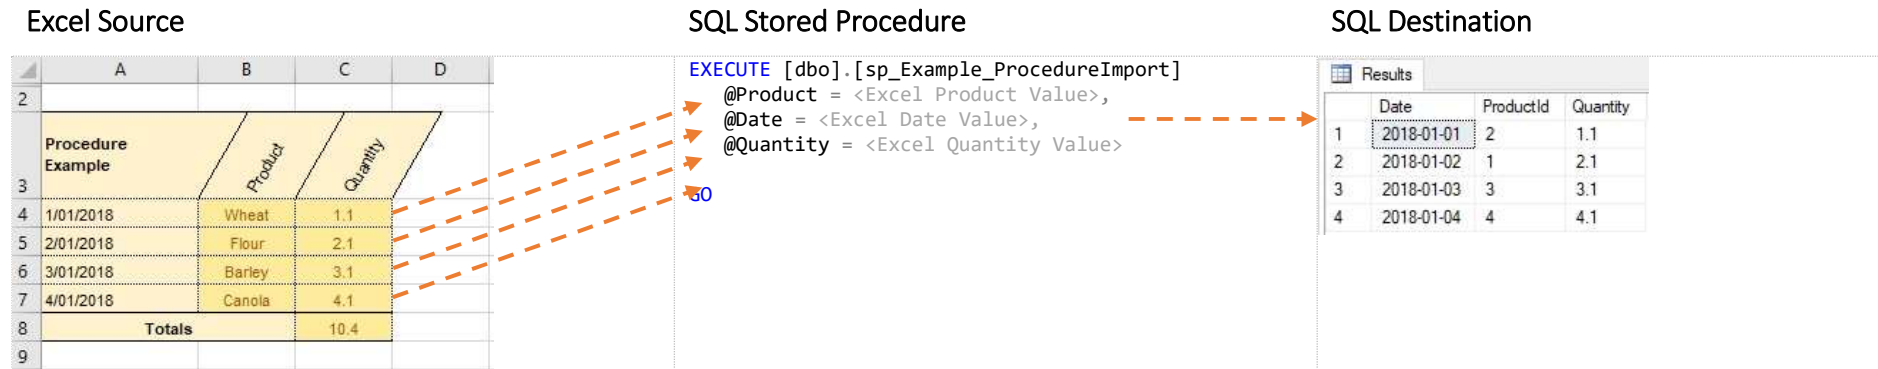 Excel Source
SQL Stored Procedure
SQL Destination
A B C D
2
3 Procedure Example Product Quantity
4 1/01/2018 Wheat 1.1
5 2/01/2018 Flour 2.1
6 3/01/2018 Barley 3.1
7 4/01/2018 Canola 4.1
8 Totals 10.4
9
EXECUTE [dbo].[sp_Example_ProcedureImport]
@Product = <Excel Product Value>,
@Date = <Excel Date Value>,
@Quantity = <Excel Quantity Value>
GO
Results
Date ProductId Quantity
1 2018-01-01 2 1.1
2 2018-01-02 1 2.1
3 2018-01-03 3 3.1
4 2018-01-04 4 4.1